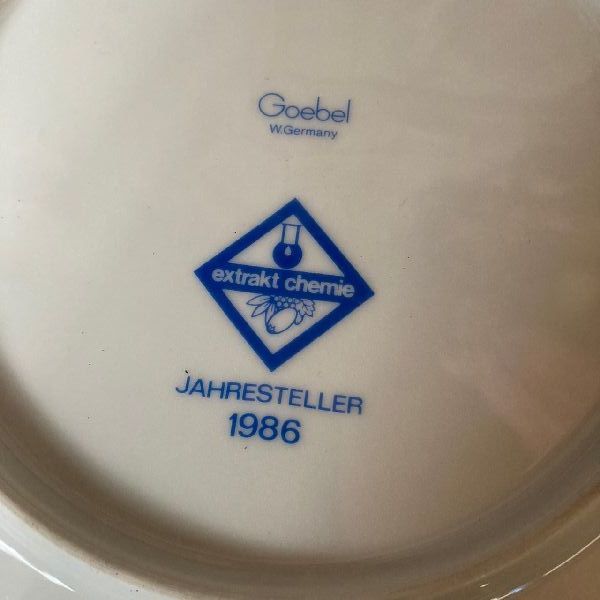 Goebel
W.Germany
extrakt chemie
JAHRESTELLER
1986